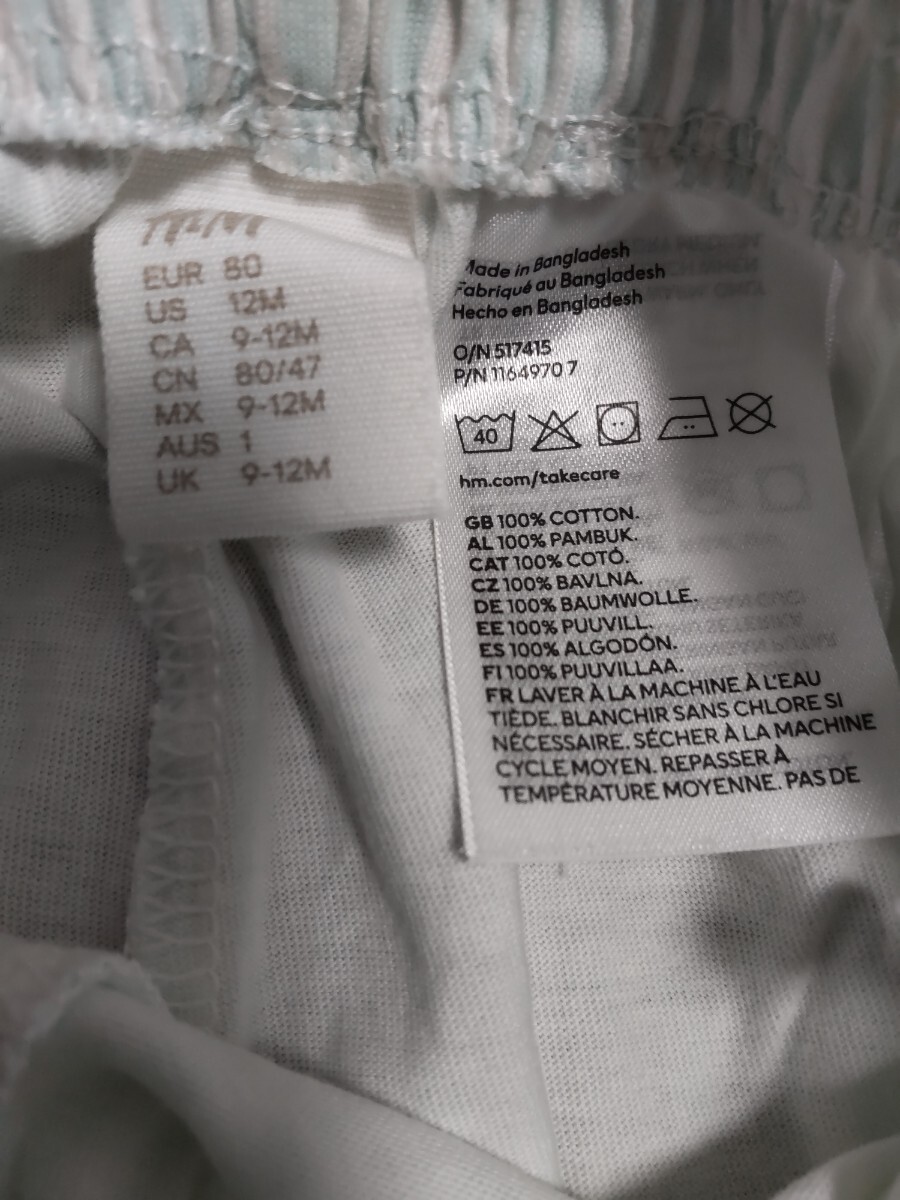 H&M
EUR 80
US 12M
CA 9-12M
CN 80/47
MX 9-12M
AUS 1
UK 9-12M
Made in Bangladesh
Fabriqué au Bangladesh
Hecho en Bangladesh
O/N 517415
P/N 1164970 7
40
hm.com/takecare
GB 100% COTTON.
AL 100% PAMBUK.
CAT 100% COTÓ.
CZ 100% BAVLNA.
DE 100% BAUMWOLLE.
EE 100% PUUVILL.
ES 100% ALGODÓN.
FI 100% PUUVILLAA.
FR LAVER À LA MACHINE À L'EAU
TIÈDE. BLANCHIR SANS CHLORE SI
NÉCESSAIRE. SÉCHER À LA MACHINE
CYCLE MOYEN. REPASSER À
TEMPÉRATURE MOYENNE. PAS DE